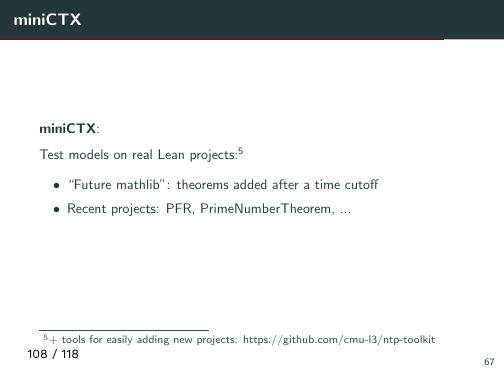 miniCTX
miniCTX:
Test models on real Lean projects:⁵
• “Future mathlib”: theorems added after a time cutoff
• Recent projects: PFR, PrimeNumberTheorem, ...
⁵+ tools for easily adding new projects: https://github.com/cmu-l3/ntp-toolkit
108 / 118
67